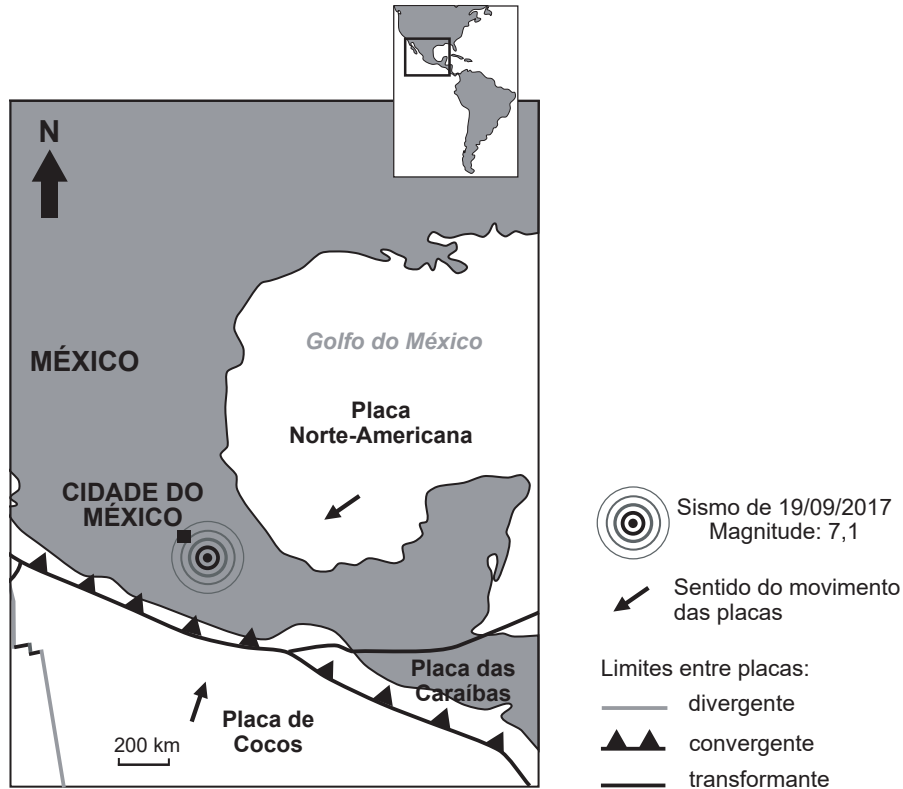 N
Golfo do México
MÉXICO
Placa
Norte-Americana
CIDADE DO
MÉXICO
Placa das
Caraíbas
Placa de
Cocos
200 km
Sismo de 19/09/2017
Magnitude: 7,1
Sentido do movimento
das placas
Limites entre placas:
divergente
convergente
transformante